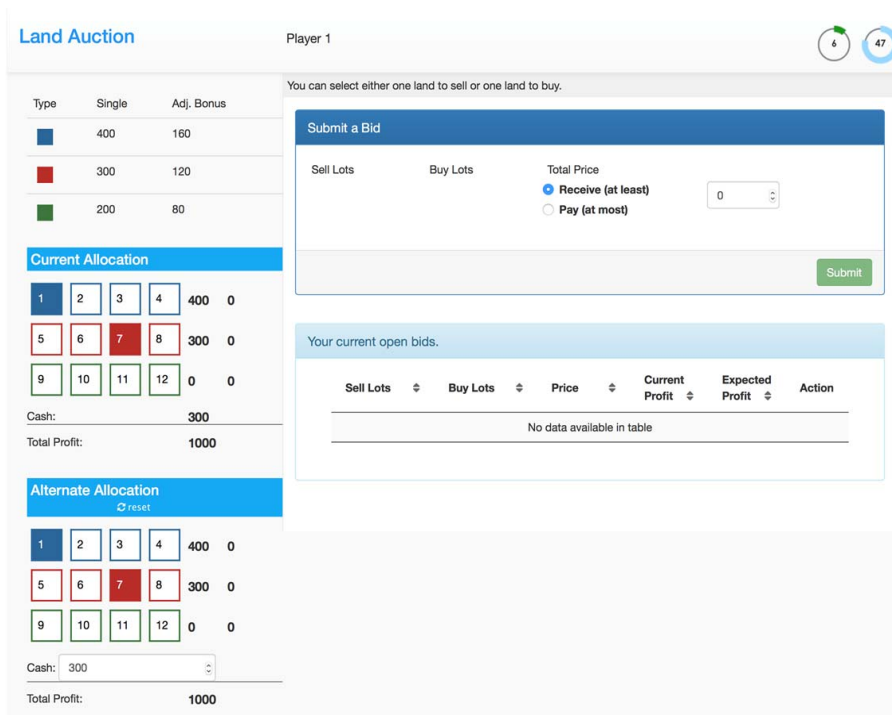 Land Auction
Player 1
6
47
You can select either one land to sell or one land to buy.
Type Single Adj. Bonus
400 160
300 120
200 80
Submit a Bid
Sell Lots Buy Lots Total Price
Receive (at least)
Pay (at most)
0
Submit
Current Allocation
1 2 3 4 400 0
5 6 7 8 300 0
9 10 11 12 0 0
Cash: 300
Total Profit: 1000
Your current open bids.
Sell Lots Buy Lots Price Current Profit Expected Profit Action
No data available in table
Alternate Allocation
reset
1 2 3 4 400 0
5 6 7 8 300 0
9 10 11 12 0 0
Cash: 300
Total Profit: 1000